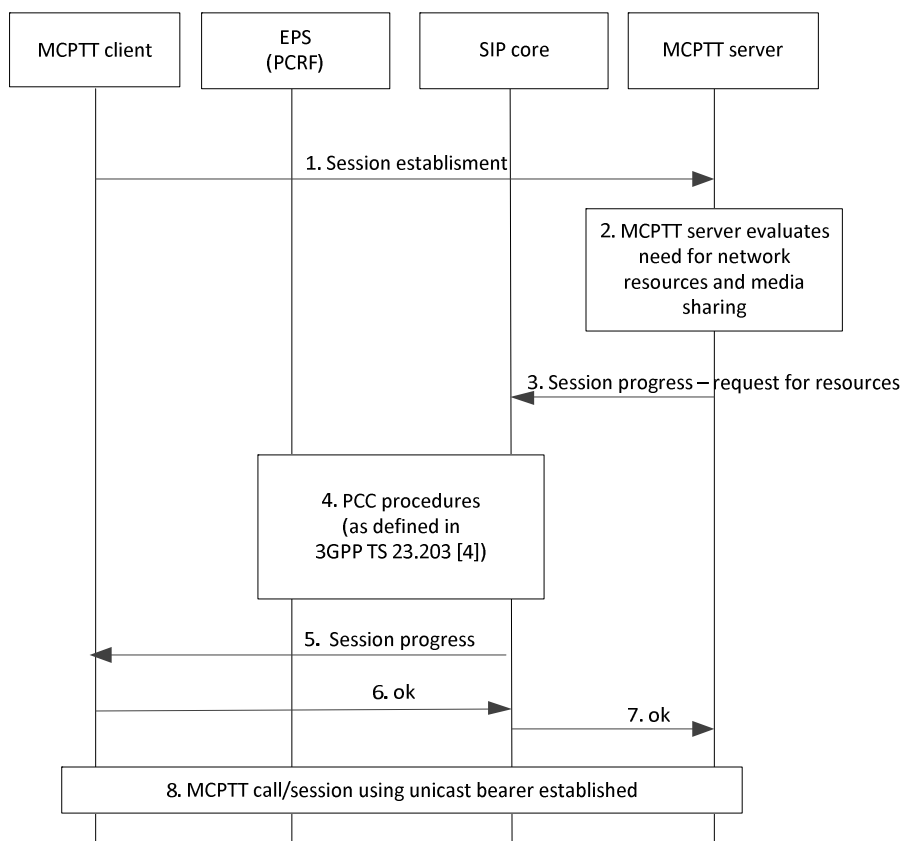 MCPTT client
EPS
(PCRF)
SIP core
MCPTT server
1. Session establisment
2. MCPTT server evaluates
need for network
resources and media
sharing
3. Session progress – request for resources
4. PCC procedures
(as defined in
3GPP TS 23.203 [4])
5. Session progress
6. ok
7. ok
8. MCPTT call/session using unicast bearer established